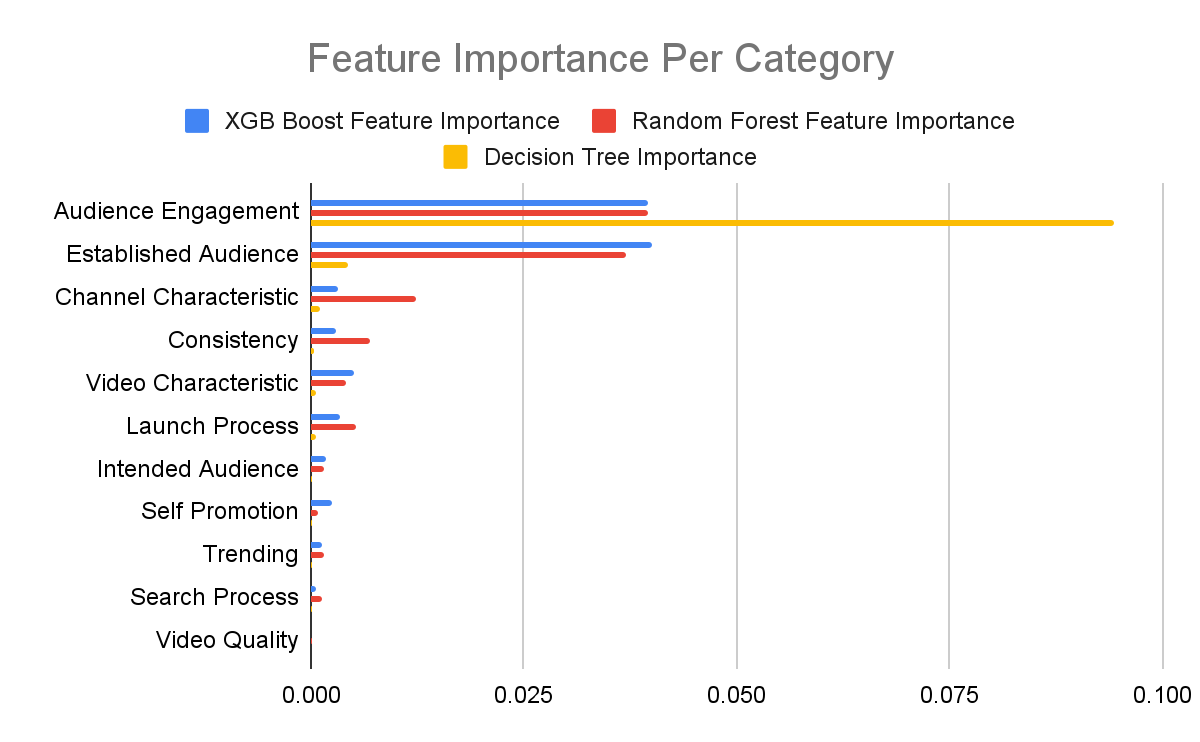 Feature Importance Per Category
XGB Boost Feature Importance
Random Forest Feature Importance
Decision Tree Importance
Audience Engagement
Established Audience
Channel Characteristic
Consistency
Video Characteristic
Launch Process
Intended Audience
Self Promotion
Trending
Search Process
Video Quality
0.000
0.025
0.050
0.075
0.100